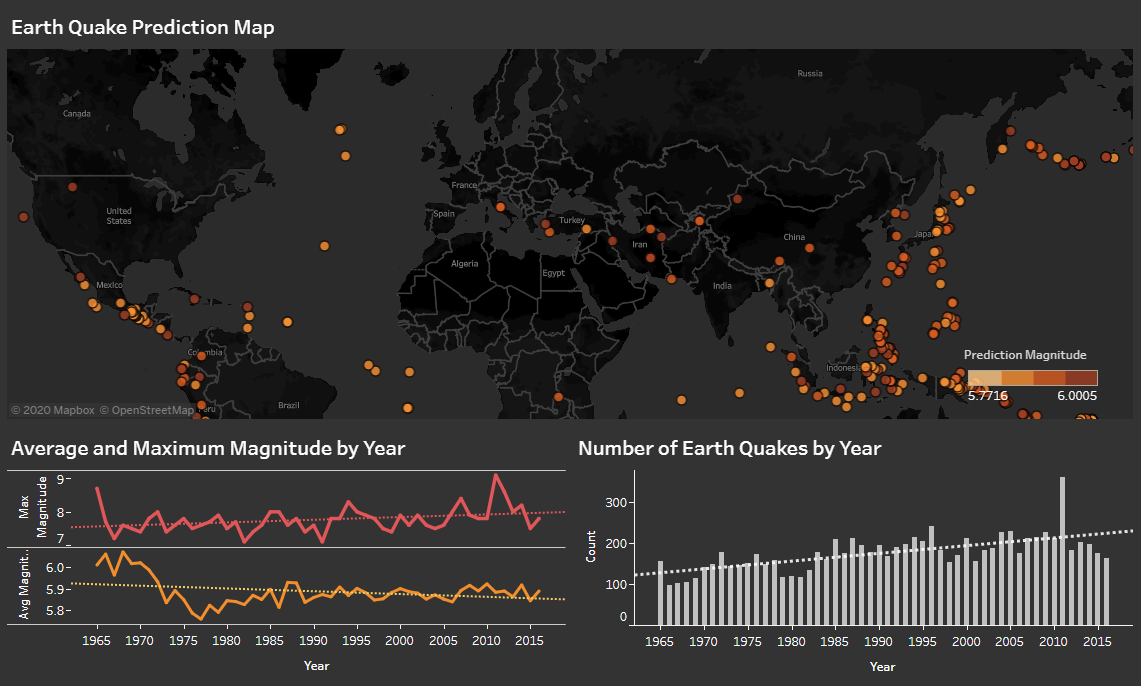 Earth Quake Prediction Map
Russia
Canada
France
United
States
Spain
Turkey
Japa
China
Iran
Algeria
Egypt
India
Mexico
Indonesi
Prediction Magnitude
5.7716
6.0005
Brazil
© 2020 Mapbox © OpenStreetMap
Average and Maximum Magnitude by Year
Max
Magnitude
9
8
7
Avg Magnit..
6.0
5.9
5.8
1965 1970 1975 1980 1985 1990 1995 2000 2005 2010 2015
Year
Number of Earth Quakes by Year
Count
300
200
100
0
1965 1970 1975 1980 1985 1990 1995 2000 2005 2010 2015
Year